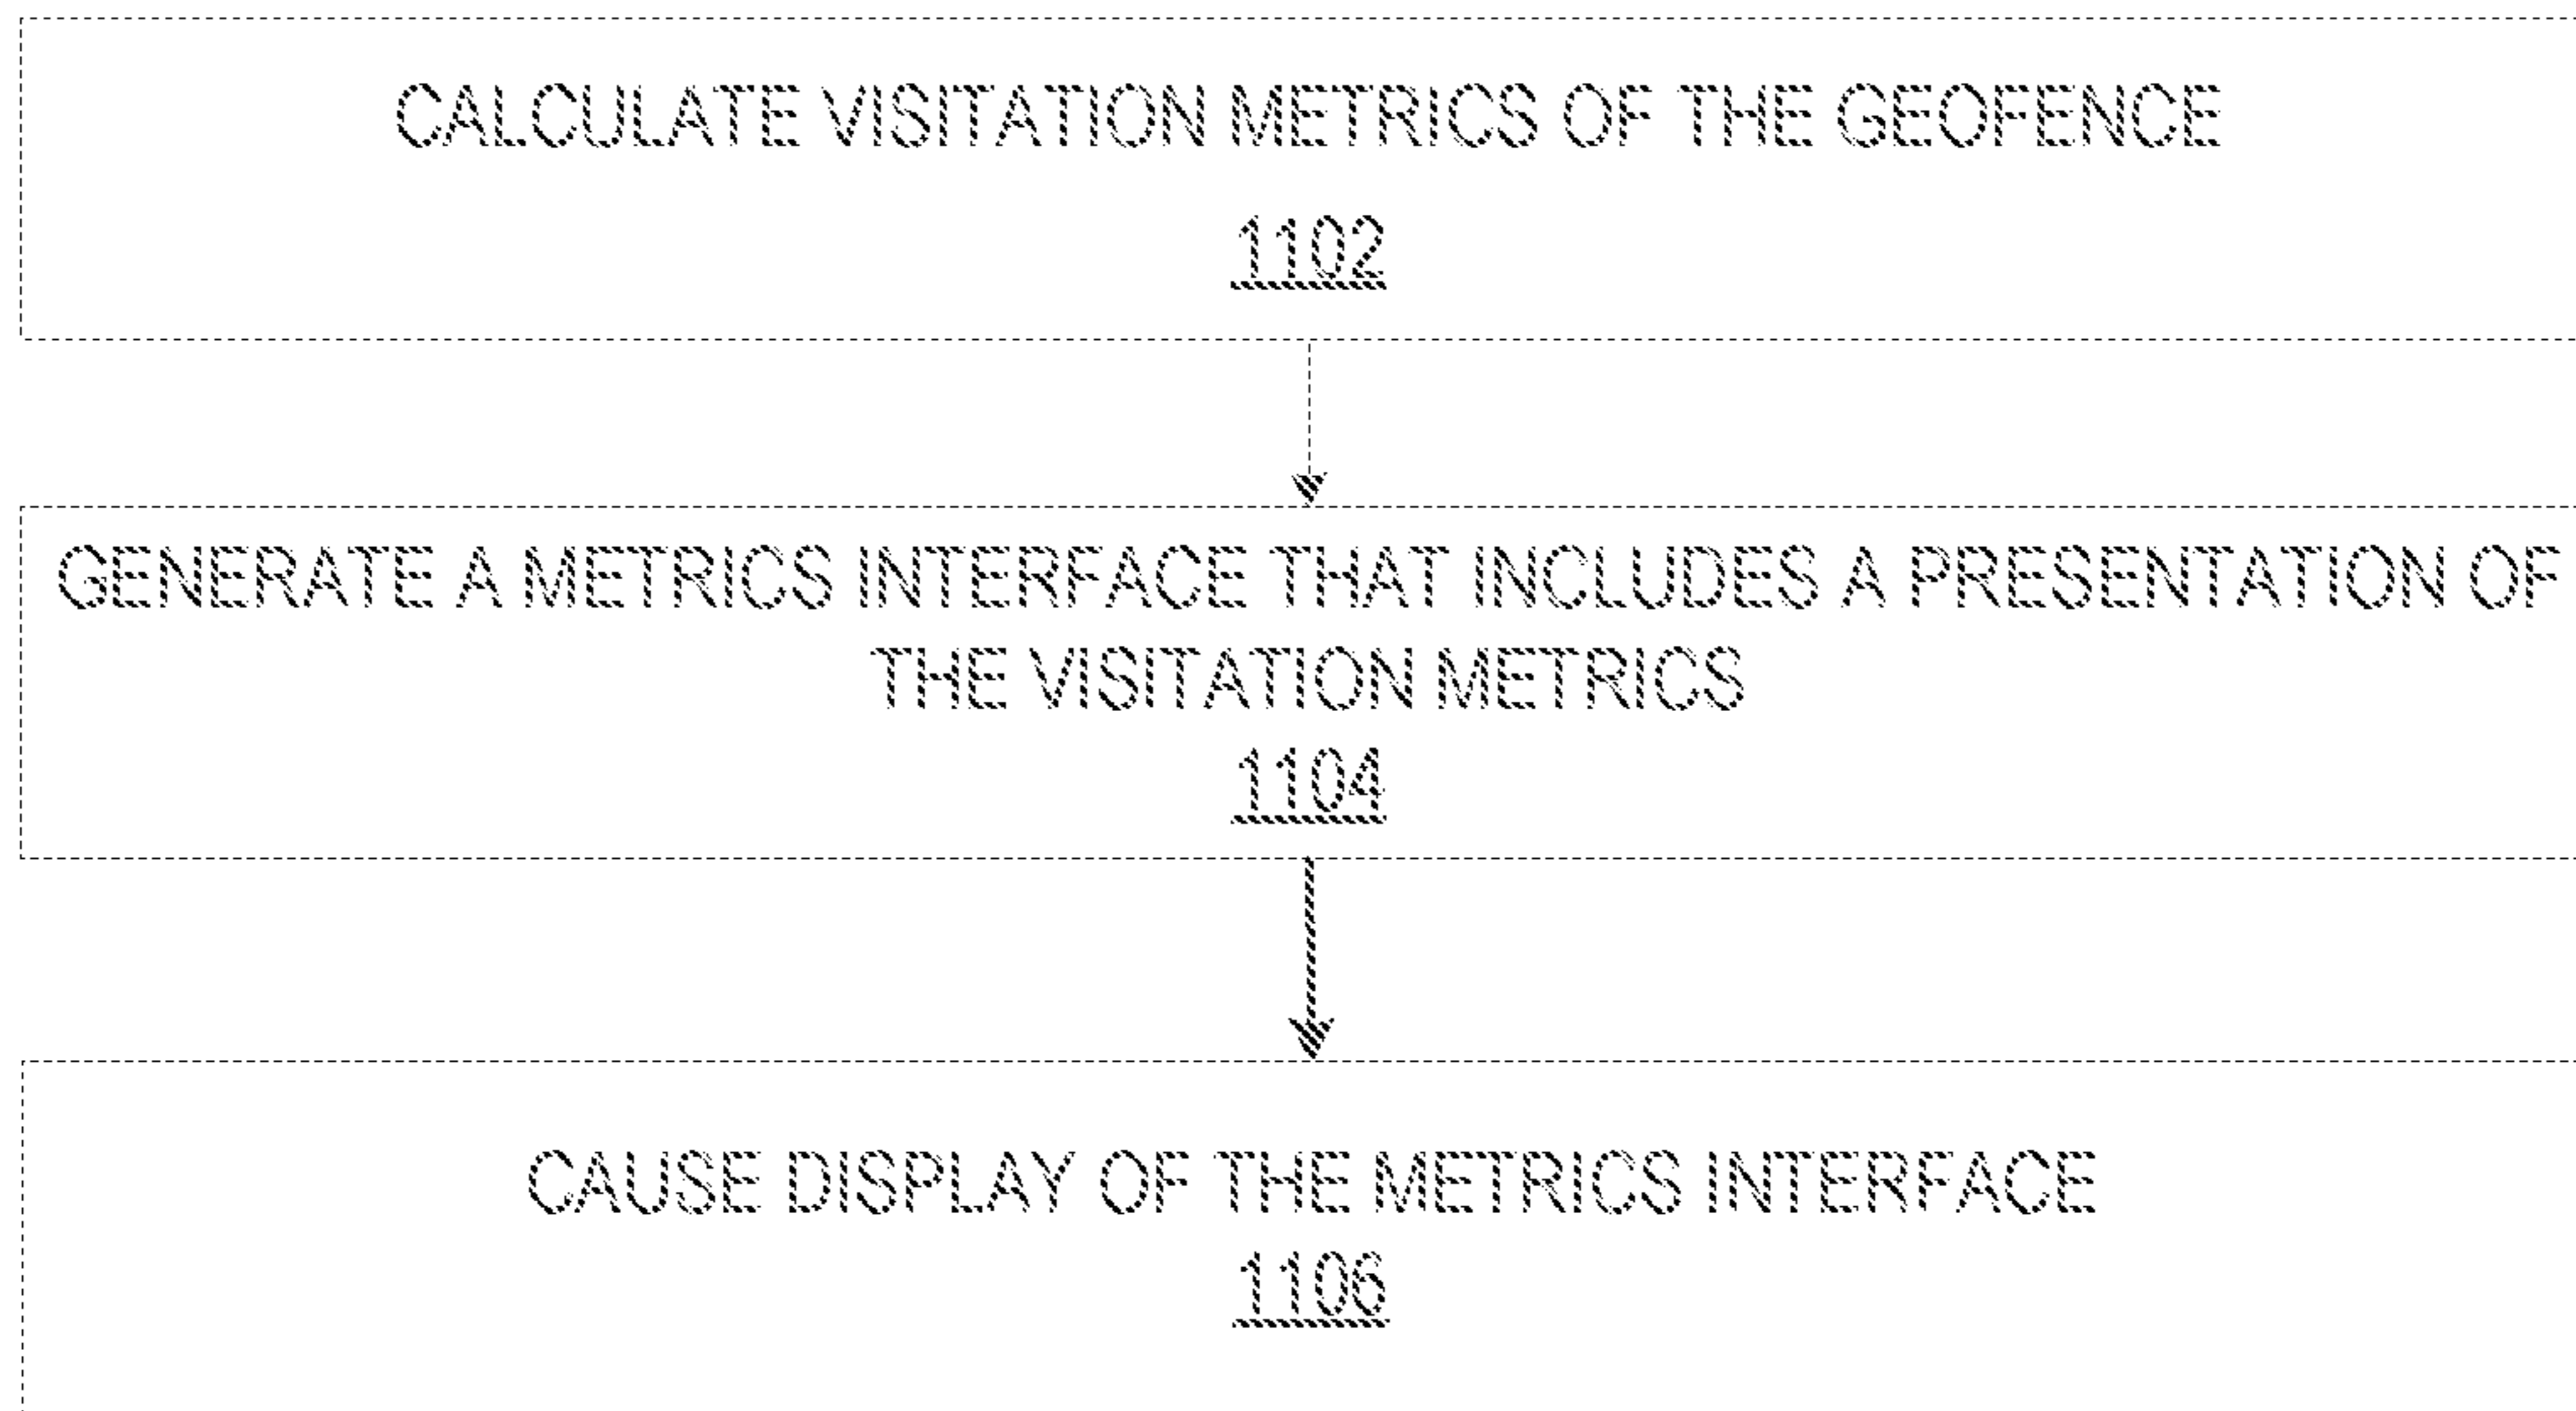 CALCULATE VISITATION METRICS OF THE GEOFENCE
1102
GENERATE A METRICS INTERFACE THAT INCLUDES A PRESENTATION OF
THE VISITATION METRICS
1104
CAUSE DISPLAY OF THE METRICS INTERFACE
1106